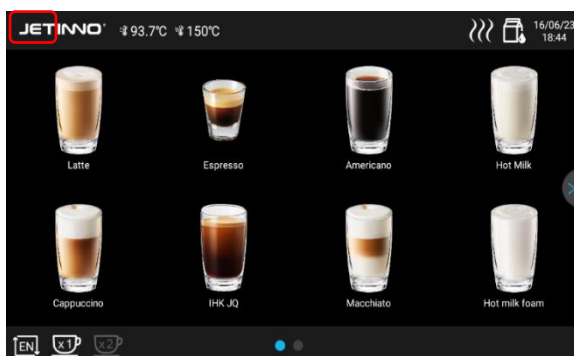 JETINNO 93.7℃ 150℃ 16/06/23
18:44
Latte Espresso Americano Hot Milk
Cappuccino IHK JQ Macchiato Hot milk foam
EN x1 x2